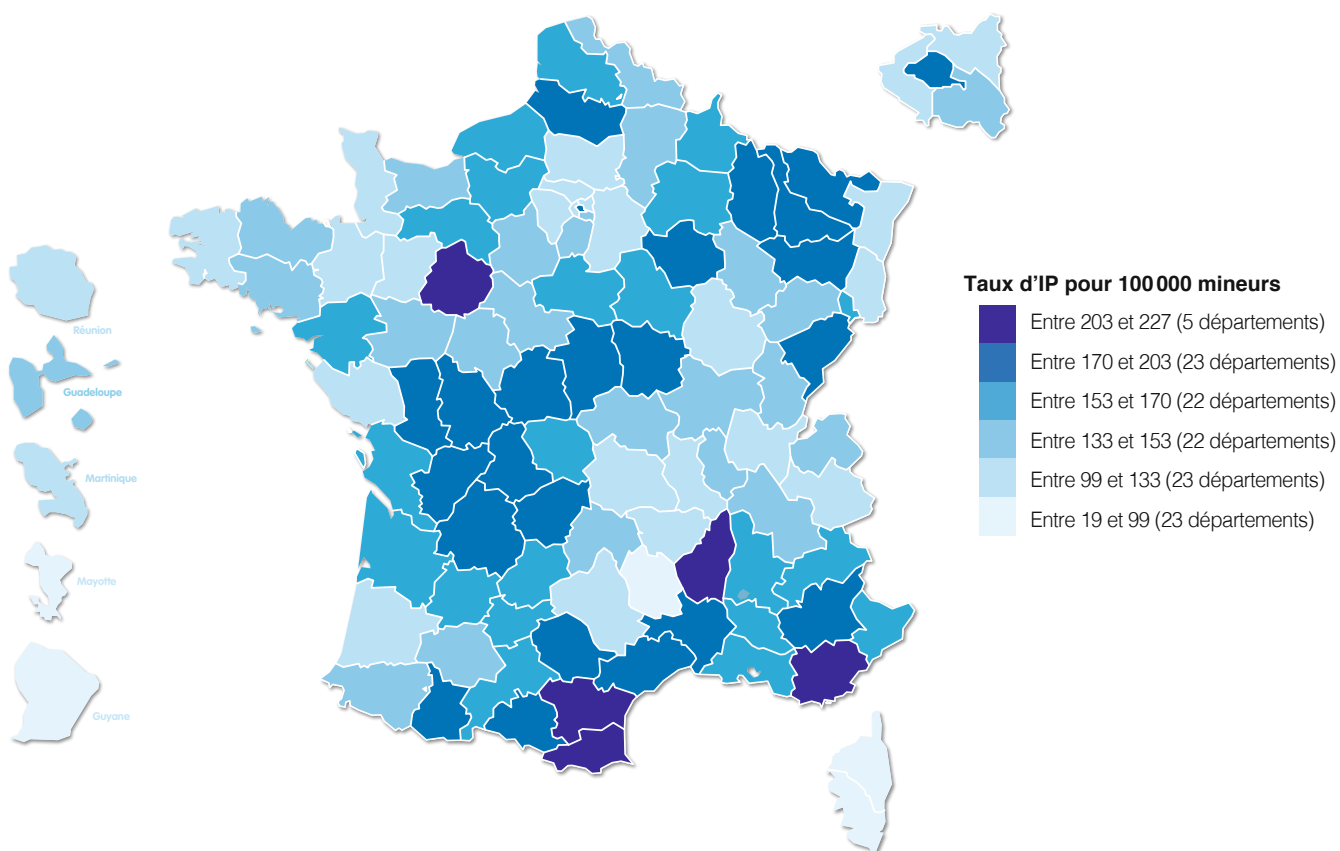 Réunion
Guadeloupe
Martinique
Mayotte
Guyane
Taux d'IP pour 100 000 mineurs
Entre 203 et 227 (5 départements)
Entre 170 et 203 (23 départements)
Entre 153 et 170 (22 départements)
Entre 133 et 153 (22 départements)
Entre 99 et 133 (23 départements)
Entre 19 et 99 (23 départements)